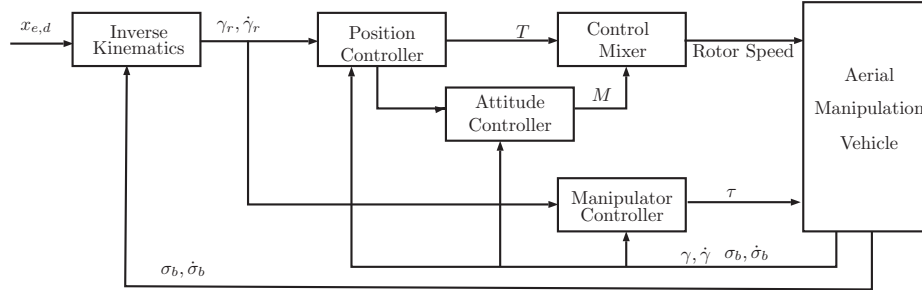 x_{e,d}
Inverse
Kinematics
γ_r, γ̇_r
Position
Controller
T
Control
Mixer
Rotor Speed
Aerial
Manipulation
Vehicle
Attitude
Controller
M
Manipulator
Controller
τ
γ, γ̇ σ_b, σ̇_b
σ_b, σ̇_b